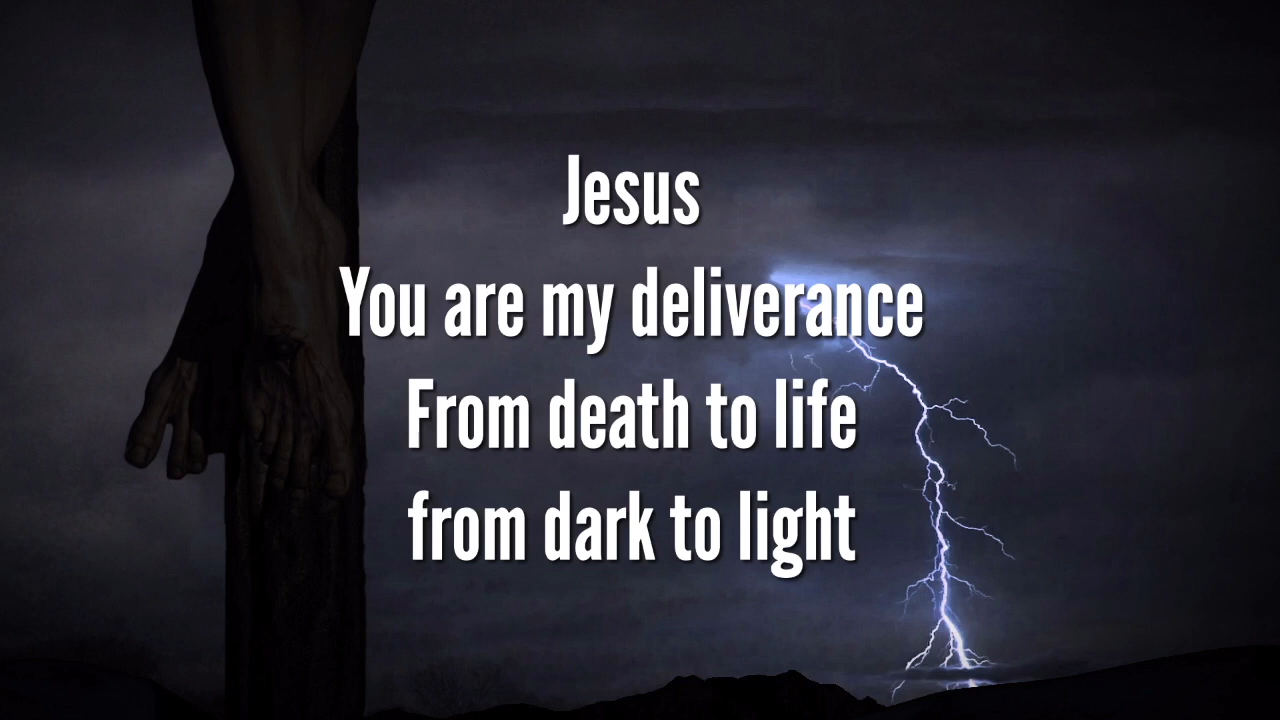 Jesus
You are my deliverance
From death to life
from dark to light